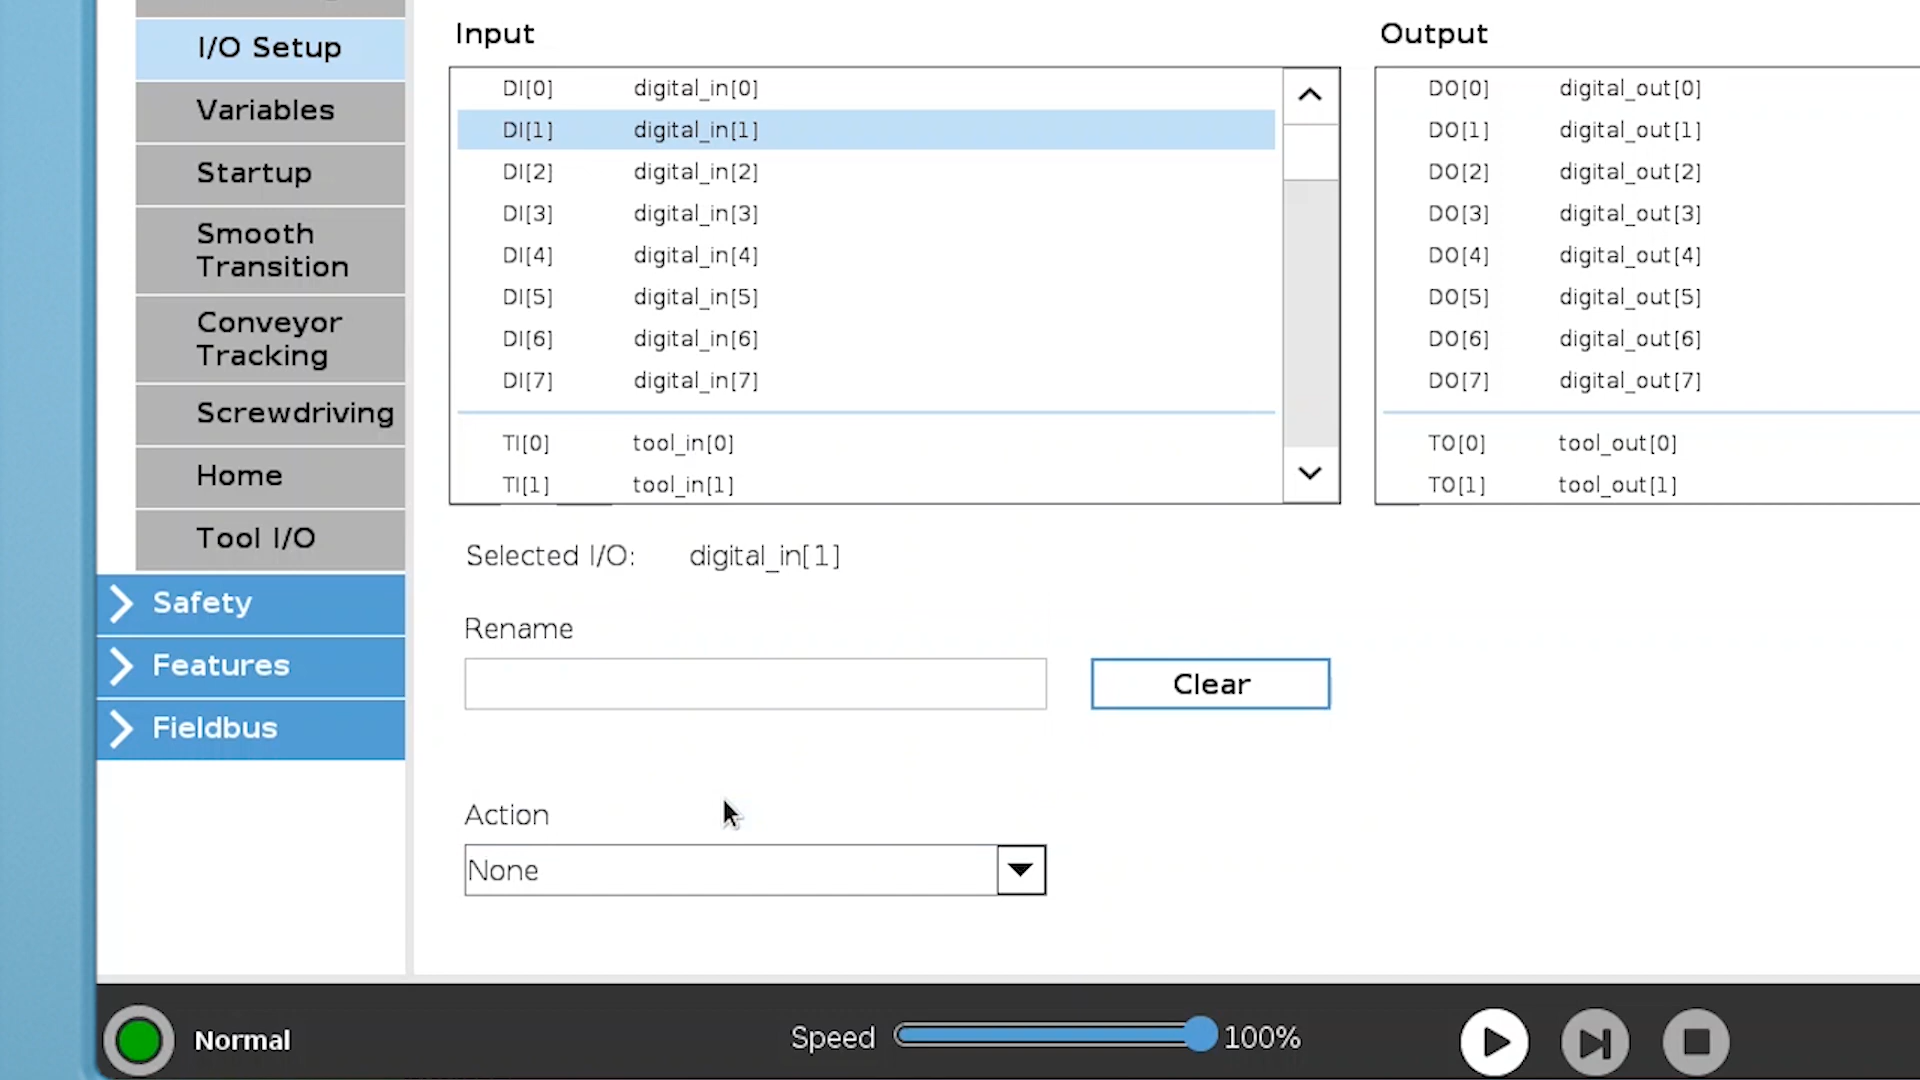 I/O Setup
Variables
Startup
Smooth
Transition
Conveyor
Tracking
Screwdriving
Home
Tool I/O
Safety
Features
Fieldbus
Input
DI[0] digital_in[0]
DI[1] digital_in[1]
DI[2] digital_in[2]
DI[3] digital_in[3]
DI[4] digital_in[4]
DI[5] digital_in[5]
DI[6] digital_in[6]
DI[7] digital_in[7]
TI[0] tool_in[0]
TI[1] tool_in[1]
Output
DO[0] digital_out[0]
DO[1] digital_out[1]
DO[2] digital_out[2]
DO[3] digital_out[3]
DO[4] digital_out[4]
DO[5] digital_out[5]
DO[6] digital_out[6]
DO[7] digital_out[7]
TO[0] tool_out[0]
TO[1] tool_out[1]
Selected I/O: digital_in[1]
Rename
Clear
Action
None
Normal
Speed 100%